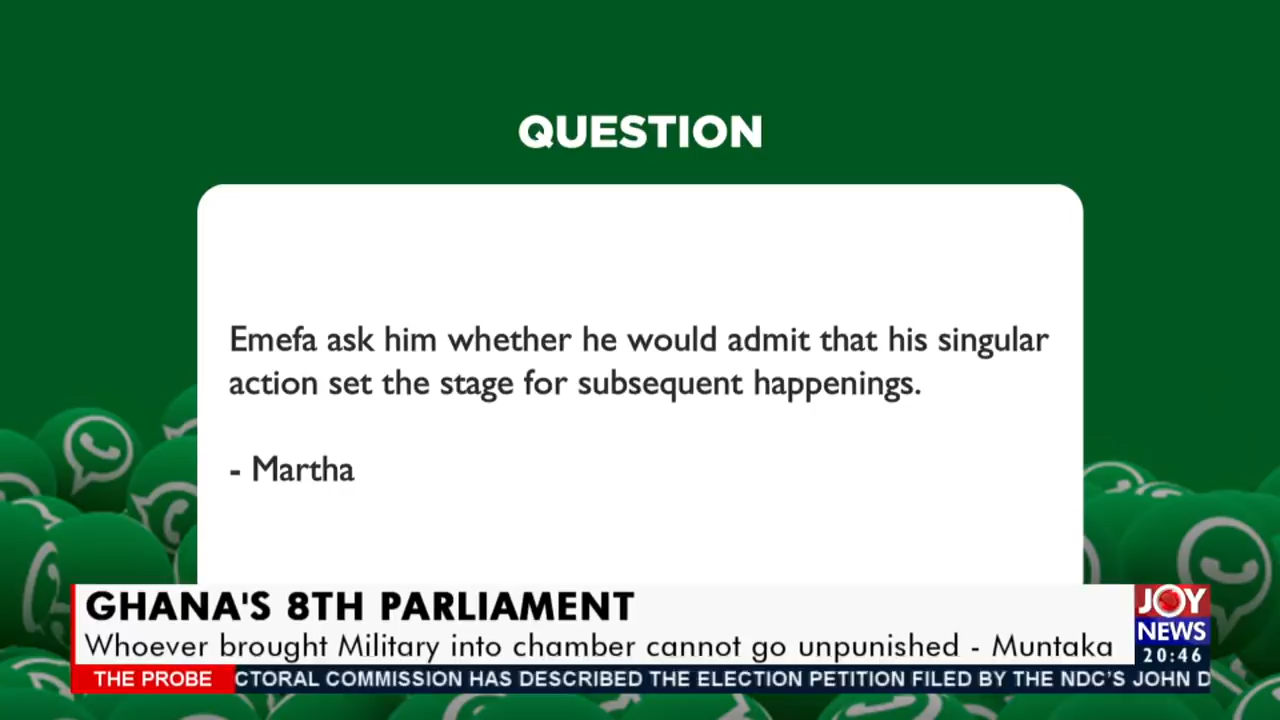 QUESTION
Emefa ask him whether he would admit that his singular
action set the stage for subsequent happenings.
- Martha
GHANA'S 8TH PARLIAMENT
Whoever brought Military into chamber cannot go unpunished - Muntaka
JOY
NEWS
20:46
THE PROBE
CTORAL COMMISSION HAS DESCRIBED THE ELECTION PETITION FILED BY THE NDC'S JOHN D